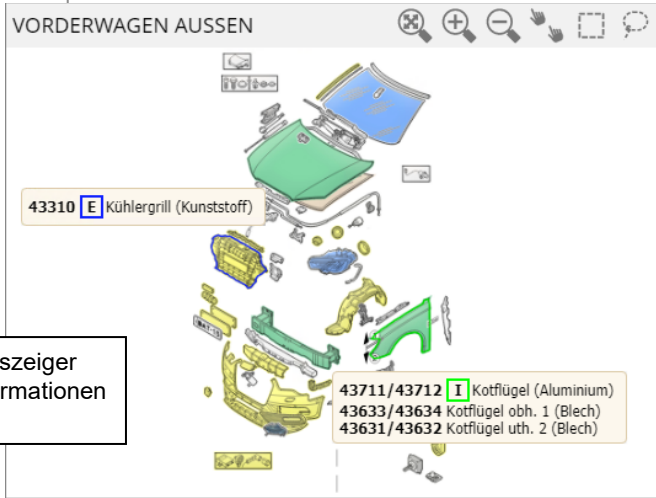 VORDERWAGEN AUSSEN
43310 E Kühlergrill (Kunststoff)
szeiger
rmationen
43711/43712 I Kotflügel (Aluminium)
43633/43634 Kotflügel obh. 1 (Blech)
43631/43632 Kotflügel uth. 2 (Blech)